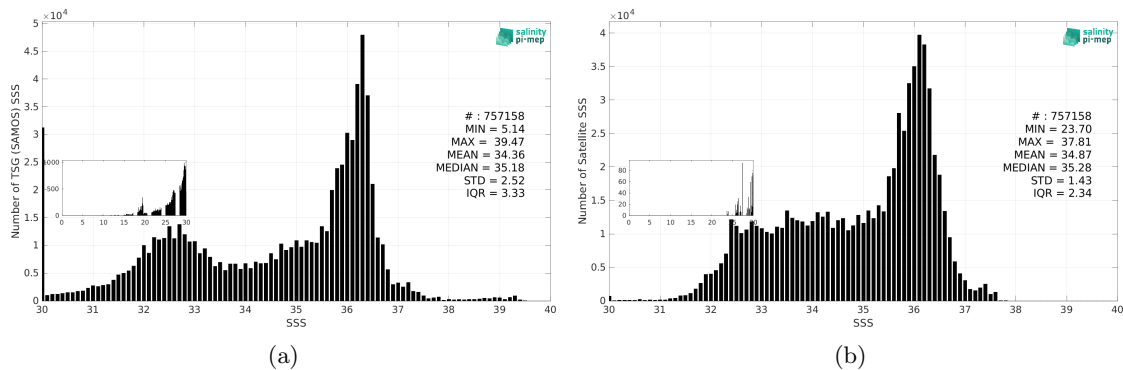 ×10⁴
5
4.5
4
3.5
3
2.5
2
1.5
1
0.5
0
30 31 32 33 34 35 36 37 38 39 40
SSS
Number of TSG (SAMOS) SSS
salinity
pi-mep
# : 757158
MIN = 5.14
MAX = 39.47
MEAN = 34.36
MEDIAN = 35.18
STD = 2.52
IQR = 3.33
1000
500
0
0 5 10 15 20 25 30
(a)
×10⁴
4
3.5
3
2.5
2
1.5
1
0.5
0
30 31 32 33 34 35 36 37 38 39 40
SSS
Number of Satellite SSS
salinity
pi-mep
# : 757158
MIN = 23.70
MAX = 37.81
MEAN = 34.87
MEDIAN = 35.28
STD = 1.43
IQR = 2.34
80
60
40
20
0
0 5 10 15 20 25 30
(b)